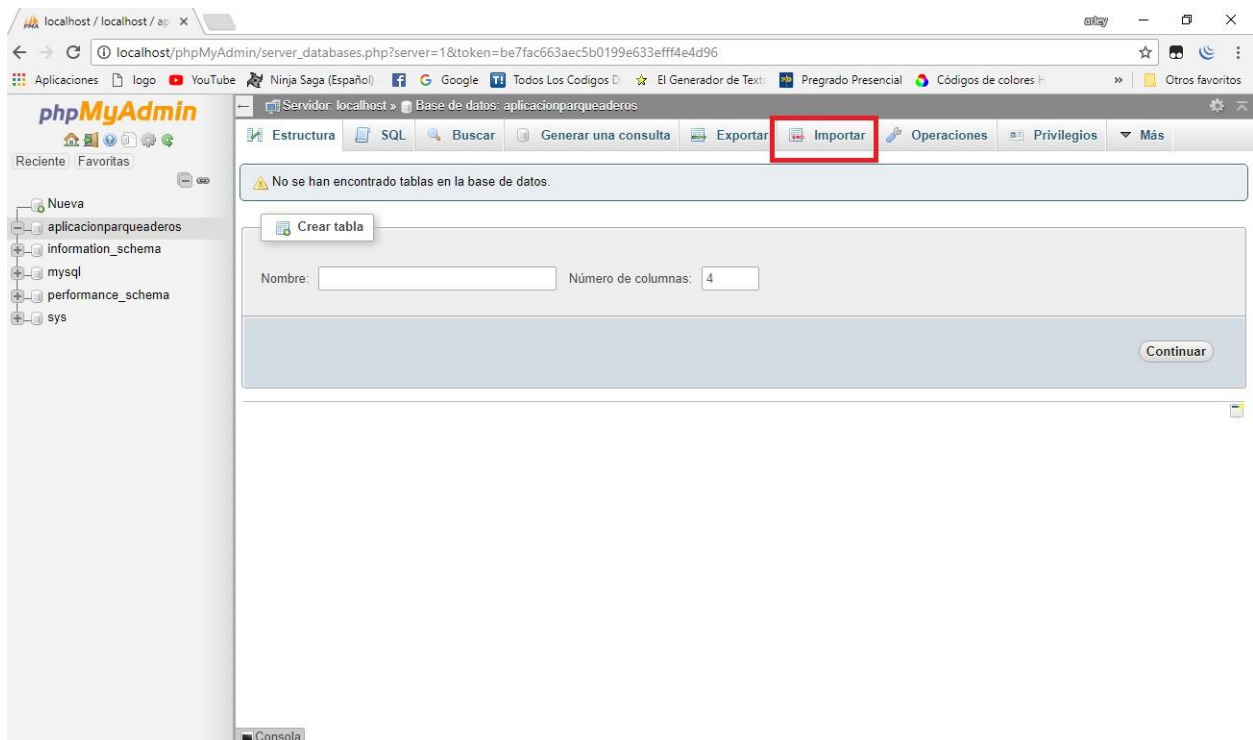 localhost / localhost / ap
localhost/phpMyAdmin/server_databases.php?server=1&token=be7fac663aec5b0199e633efff4e4d96
Aplicaciones logo YouTube Ninja Saga (Español) Google Todos Los Codigos D El Generador de Text Pregrado Presencial Códigos de colores H » Otros favoritos
phpMyAdmin
Servidor: localhost » Base de datos: aplicacionparqueaderos
Estructura SQL Buscar Generar una consulta Exportar Importar Operaciones Privilegios Más
Reciente Favoritas
No se han encontrado tablas en la base de datos.
Nueva
aplicacionparqueaderos
information_schema
mysql
performance_schema
sys
Crear tabla
Nombre: Número de columnas: 4
Continuar
Consola